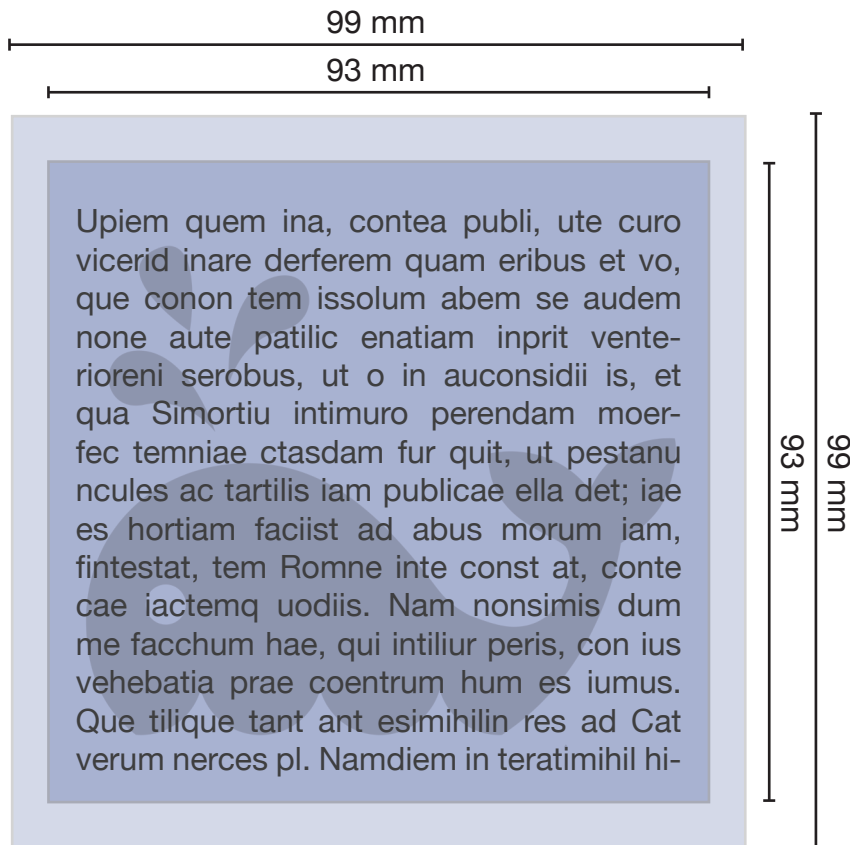 99 mm
93 mm
Upiem quem ina, contea publi, ute curo
vicerid inare derferem quam eribus et vo,
que conon tem issolum abem se audem
none aute patilic enatiam inprit vente-
rioreni serobus, ut o in auconsidii is, et
qua Simortiu intimuro perendam moer-
fec temniae ctasdam fur quit, ut pestanu
ncules ac tartilis iam publicae ella det; iae
es hortiam faciist ad abus morum iam,
fintestat, tem Romne inte const at, conte
cae iactemq uodiis. Nam nonsimis dum
me facchum hae, qui intiliur peris, con ius
vehebatia prae coentrum hum es iumus.
Que tilique tant ant esimihilin res ad Cat
verum nerces pl. Namdiem in teratimihil hi-
93 mm
99 mm